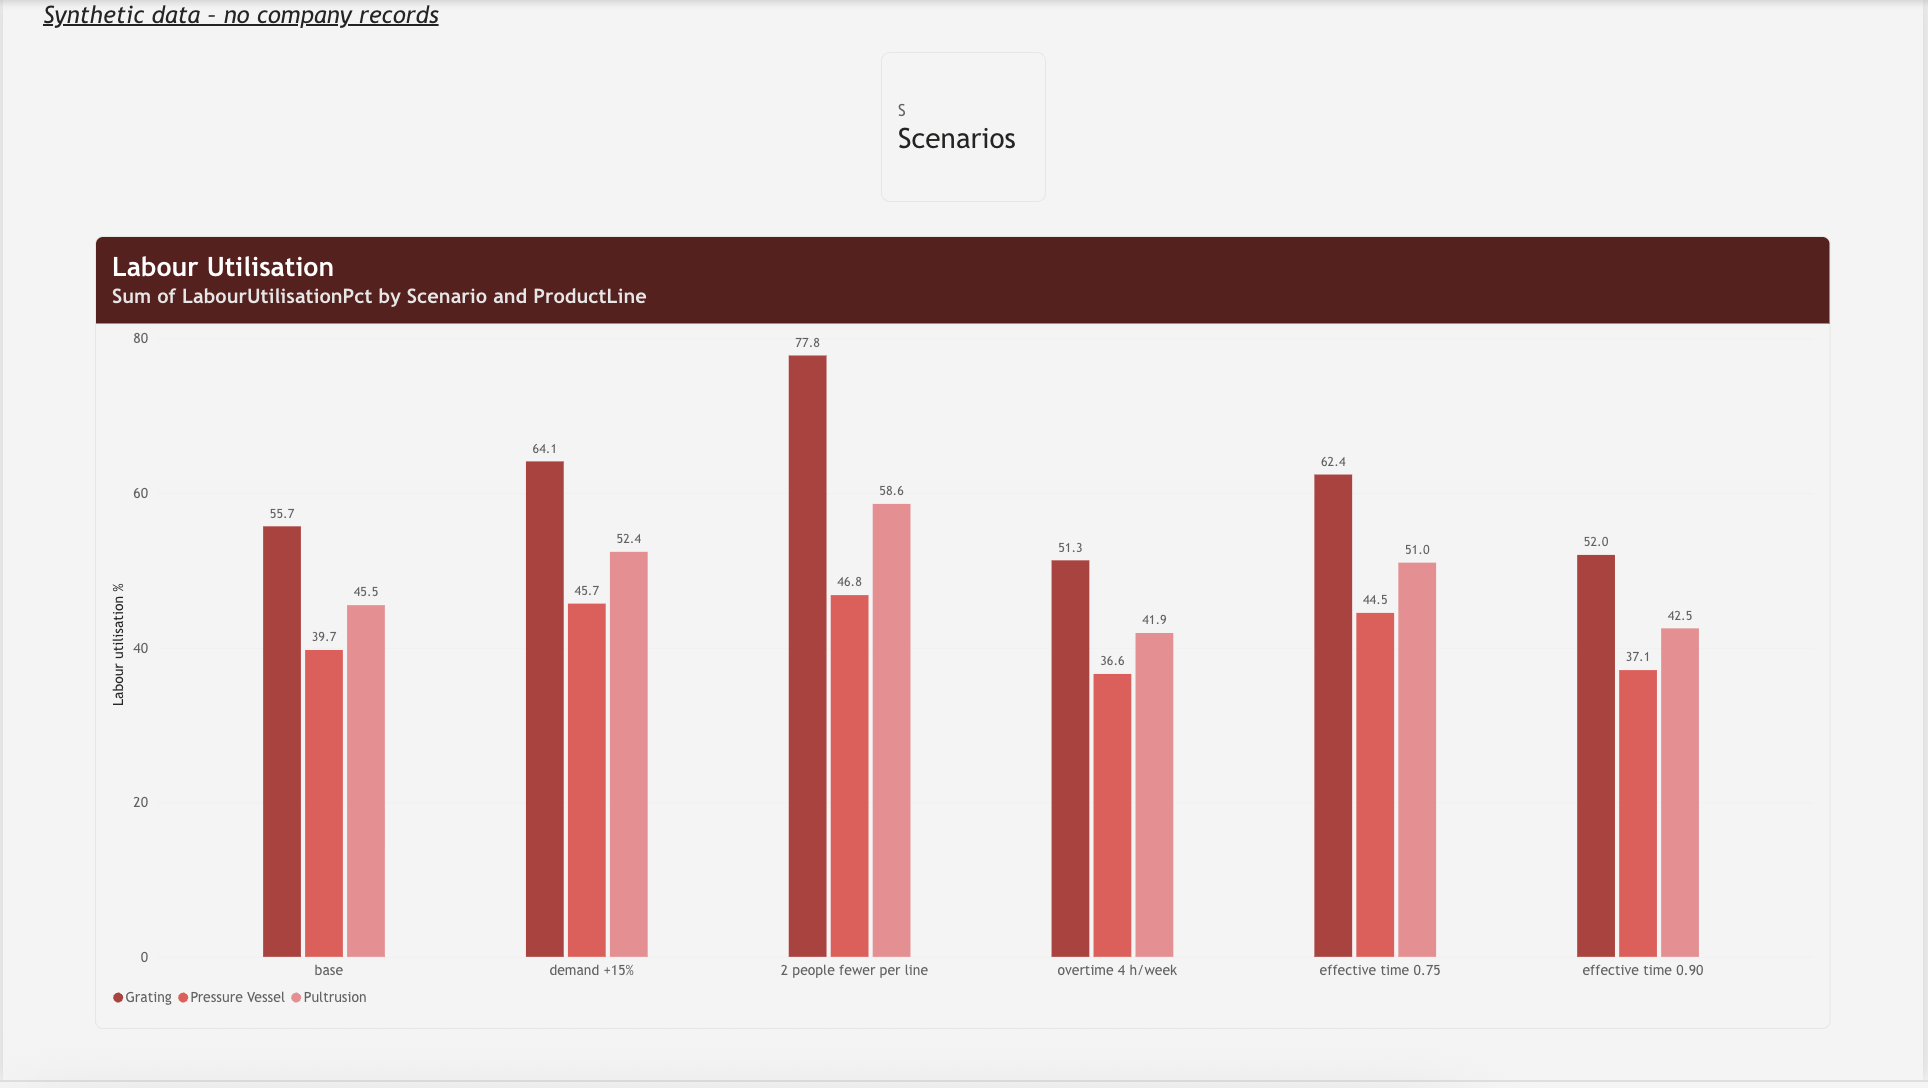 Synthetic data – no company records
S
Scenarios
Labour Utilisation
Sum of LabourUtilisationPct by Scenario and ProductLine
80
60
40
20
0
Labour utilisation %
55.7
39.7
45.5
64.1
45.7
52.4
77.8
46.8
58.6
51.3
36.6
41.9
62.4
44.5
51.0
52.0
37.1
42.5
base
demand +15%
2 people fewer per line
overtime 4 h/week
effective time 0.75
effective time 0.90
Grating Pressure Vessel Pultrusion